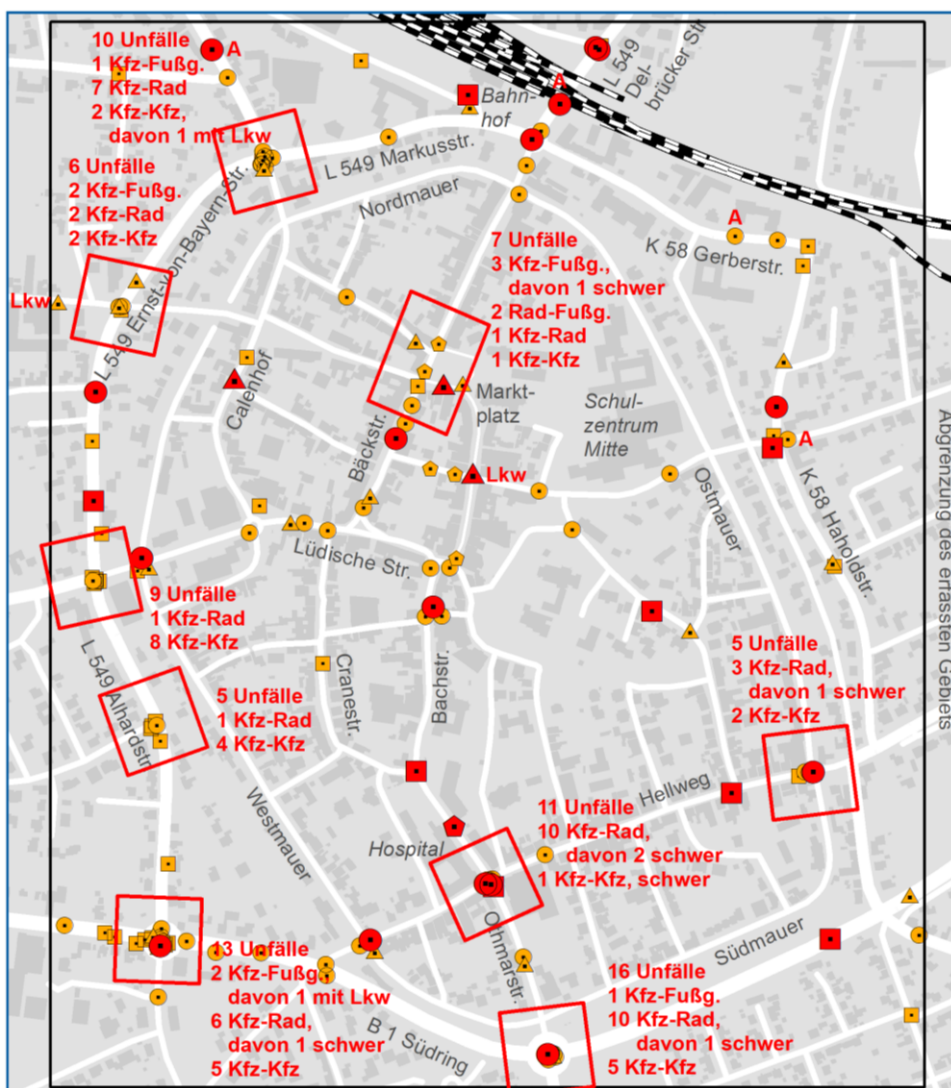 10 Unfälle
1 Kfz-Fußg.
7 Kfz-Rad
2 Kfz-Kfz,
davon 1 mit Lkw
A
Bahn-
hof
A
L 549
Del-
brücker Str
6 Unfälle
2 Kfz-Fußg.
2 Kfz-Rad
2 Kfz-Kfz
L 549 Markusstr.
Nordmauer
L 549 Ernst-von-Bayern-Str.
A
K 58 Gerberstr.
7 Unfälle
3 Kfz-Fußg.,
davon 1 schwer
2 Rad-Fußg.
1 Kfz-Rad
1 Kfz-Kfz
Lkw
Calenhof
Markt-
platz
Schul-
zentrum
Mitte
Bäckstr.
Lkw
A
Ostmauer
K 58 Haholdstr.
Abgrenzung des erfassten Gebiets
Lüdische Str.
9 Unfälle
1 Kfz-Rad
8 Kfz-Kfz
L 549 Alhardstr.
5 Unfälle
1 Kfz-Rad
4 Kfz-Kfz
Cranestr.
Bachstr.
5 Unfälle
3 Kfz-Rad,
davon 1 schwer
2 Kfz-Kfz
Westmauer
Hellweg
Hospital
11 Unfälle
10 Kfz-Rad,
davon 2 schwer
1 Kfz-Kfz, schwer
Othmarstr.
Südmauer
13 Unfälle
2 Kfz-Fußg.
davon 1 mit Lkw
6 Kfz-Rad,
davon 1 schwer
5 Kfz-Kfz
B 1 Südring
16 Unfälle
1 Kfz-Fußg.
10 Kfz-Rad,
davon 1 schwer
5 Kfz-Kfz